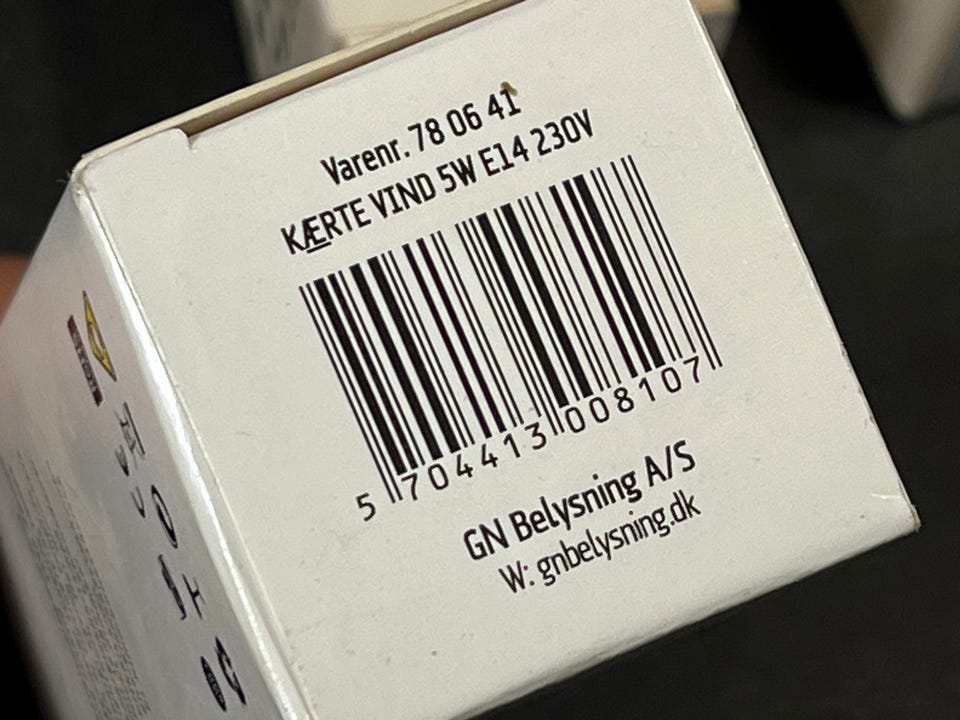 Varenr. 78 06 41
KÆRTE VIND 5W E14 230V
5 704413 008107
GN Belysning A/S
W: gnbelysning.dk